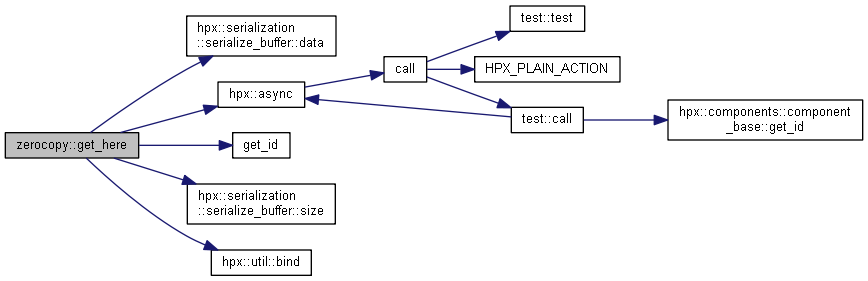 zerocopy::get_here
hpx::serialization
::serialize_buffer::data
hpx::async
get_id
hpx::serialization
::serialize_buffer::size
hpx::util::bind
call
test::test
HPX_PLAIN_ACTION
test::call
hpx::components::component
_base::get_id